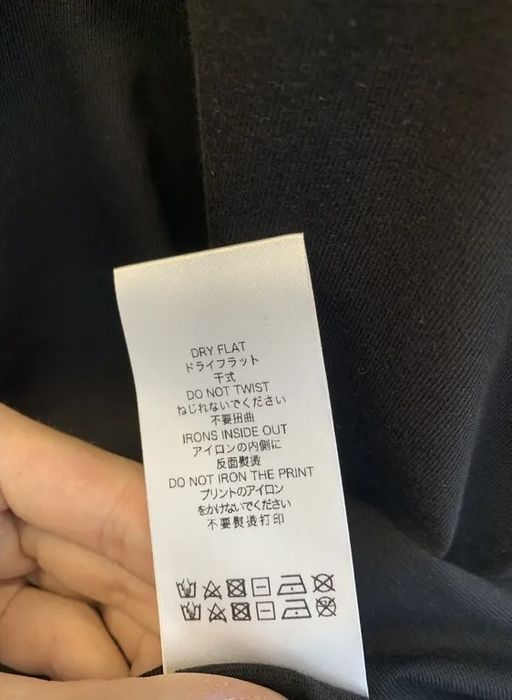 DRY FLAT
ドライフラット
干式
DO NOT TWIST
ねじれないでください
不要扭曲
IRONS INSIDE OUT
アイロンの内側に
反面熨烫
DO NOT IRON THE PRINT
プリントのアイロン
をかけないでください
不要熨烫打印